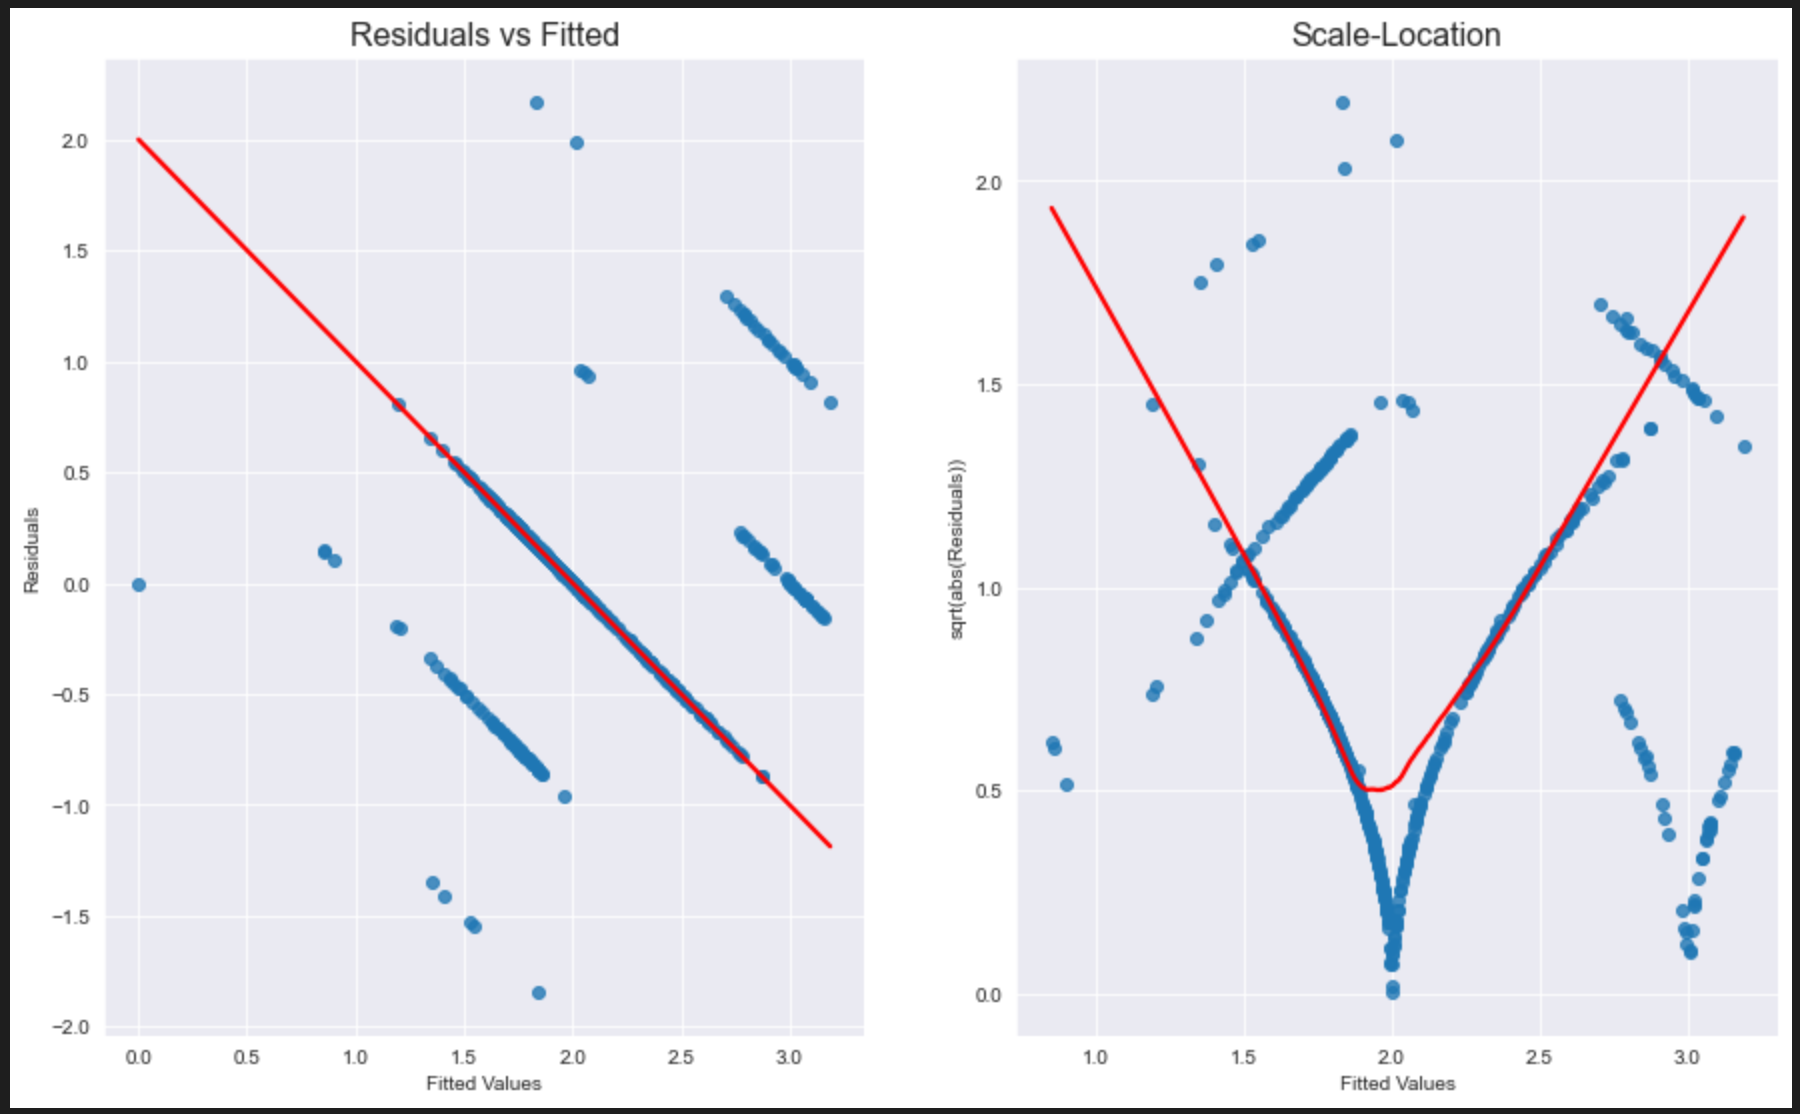 Residuals vs Fitted
Residuals
2.0
1.5
1.0
0.5
0.0
−0.5
−1.0
−1.5
−2.0
0.0 0.5 1.0 1.5 2.0 2.5 3.0
Fitted Values
Scale-Location
sqrt(abs(Residuals))
2.0
1.5
1.0
0.5
0.0
1.0 1.5 2.0 2.5 3.0
Fitted Values